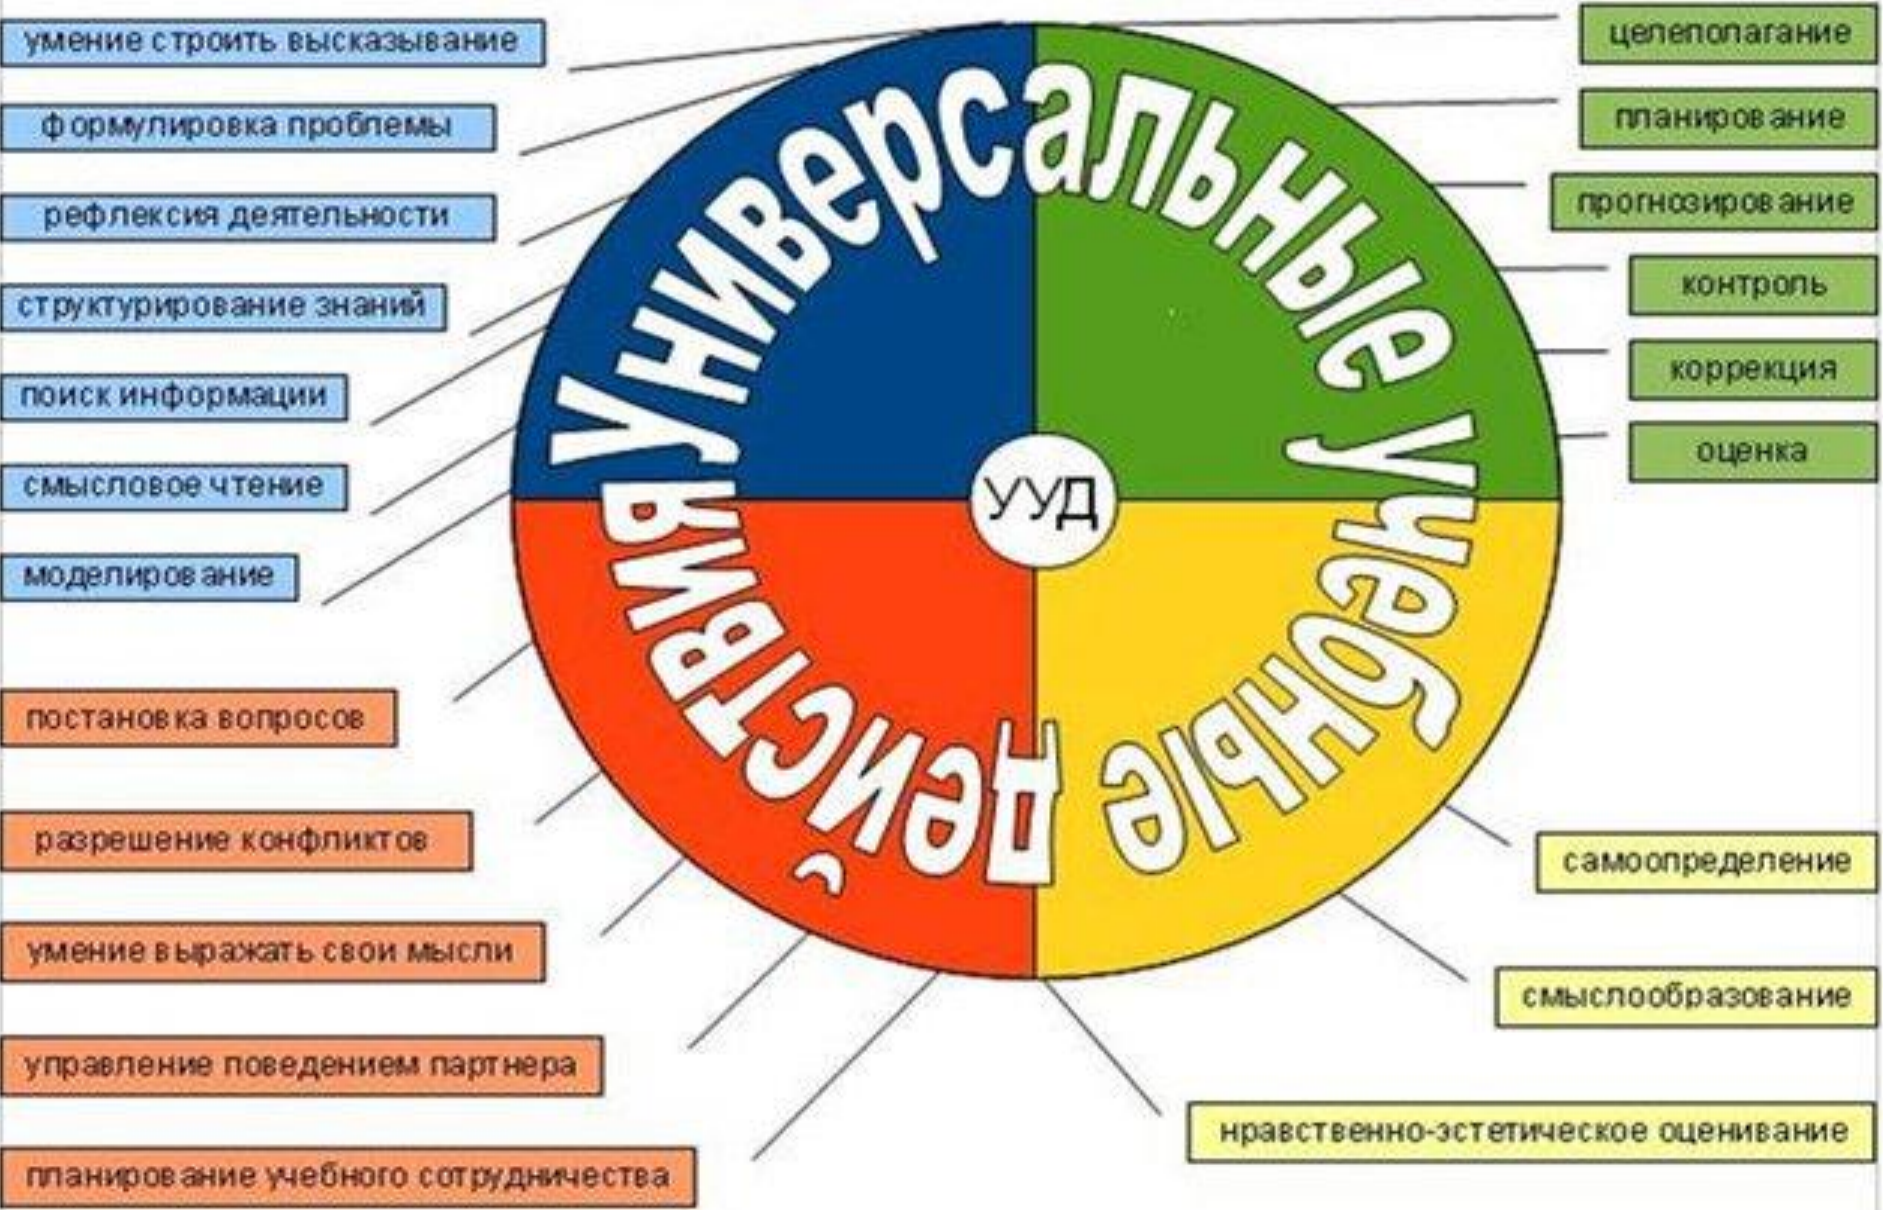 умение строить высказывание
формулировка проблемы
рефлексия деятельности
структурирование знаний
поиск информации
смысловое чтение
моделирование
постановка вопросов
разрешение конфликтов
умение выражать свои мысли
управление поведением партнера
планирование учебного сотрудничества
Универсальные учебные действия
УУД
целеполагание
планирование
прогнозирование
контроль
коррекция
оценка
самоопределение
смыслообразование
нравственно-эстетическое оценивание